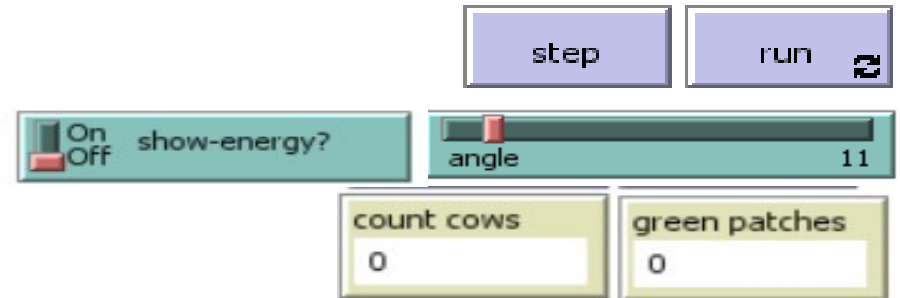 step run
On
Off show-energy?
angle 11
count cows green patches
0 0